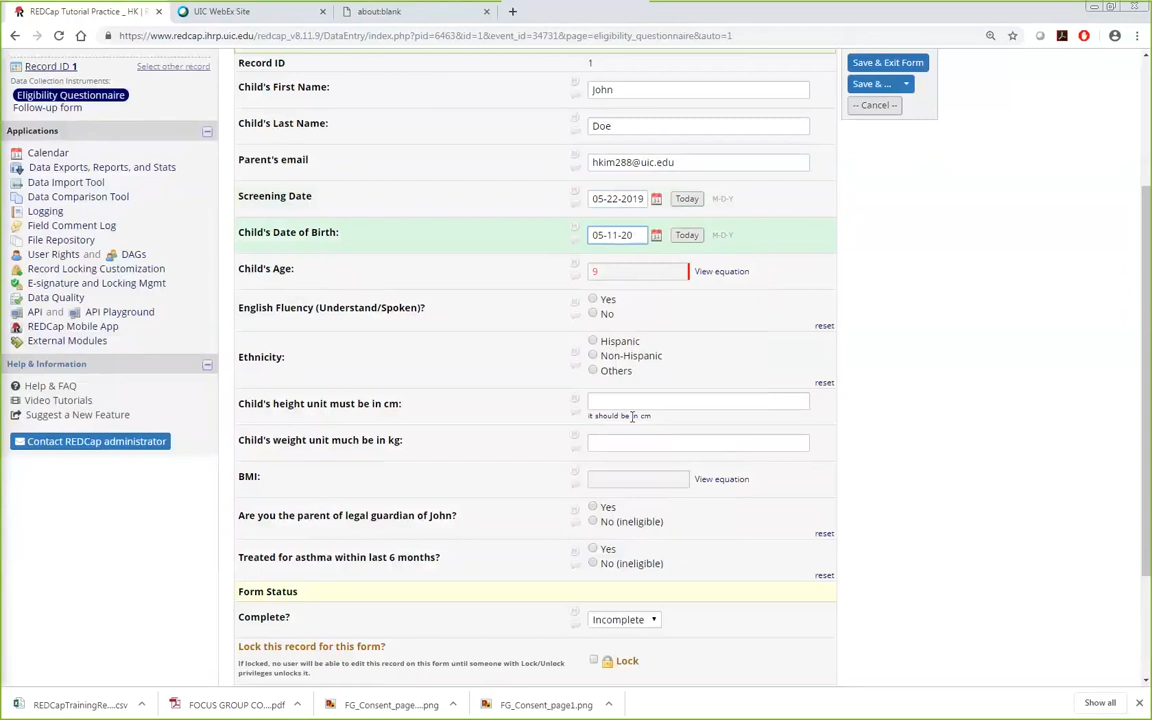 REDCap Tutorial Practice _ HK | R
UIC WebEx Site
about:blank
https://www.redcap.ihrp.uic.edu/redcap_v8.11.9/DataEntry/index.php?pid=6463&id=1&event_id=34731&page=eligibility_questionnaire&auto=1
Record ID 1 Select other record
Data Collection Instruments:
Eligibility Questionnaire
Follow-up form
Applications
Calendar
Data Exports, Reports, and Stats
Data Import Tool
Data Comparison Tool
Logging
Field Comment Log
File Repository
User Rights and DAGs
Record Locking Customization
E-signature and Locking Mgmt
Data Quality
API and API Playground
REDCap Mobile App
External Modules
Help & Information
Help & FAQ
Video Tutorials
Suggest a New Feature
Contact REDCap administrator
Record ID 1
Child's First Name: John
Child's Last Name: Doe
Parent's email hkim288@uic.edu
Screening Date 05-22-2019 Today M-D-Y
Child's Date of Birth: 05-11-20 Today M-D-Y
Child's Age: 9 View equation
English Fluency (Understand/Spoken)? Yes
No
reset
Ethnicity: Hispanic
Non-Hispanic
Others
reset
Child's height unit must be in cm:
it should be in cm
Child's weight unit much be in kg:
BMI: View equation
Are you the parent of legal guardian of John? Yes
No (ineligible)
reset
Treated for asthma within last 6 months? Yes
No (ineligible)
reset
Form Status
Complete? Incomplete
Lock this record for this form?
If locked, no user will be able to edit this record on this form until someone with Lock/Unlock
privileges unlocks it.
Lock
Save & Exit Form
Save & ...
-- Cancel --
REDCapTrainingRe....csv
FOCUS GROUP CO....pdf
FG_Consent_page....png
FG_Consent_page1.png
Show all